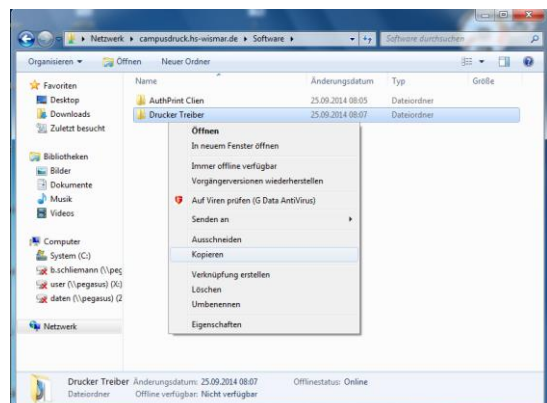 Netzwerk ▸ campusdruck.hs-wismar.de ▸ Software ▸
Software durchsuchen
Organisieren Öffnen Neuer Ordner
Name Änderungsdatum Typ Größe
Favoriten
Desktop
Downloads
Zuletzt besucht
Bibliotheken
Bilder
Dokumente
Musik
Videos
Computer
System (C:)
b.schliemann (\\peg
user (\\pegasus) (X:)
daten (\\pegasus) (Z
Netzwerk
AuthPrint Clien 25.09.2014 08:05 Dateiordner
Drucker Treiber 25.09.2014 08:07 Dateiordner
Öffnen
In neuem Fenster öffnen
Immer offline verfügbar
Vorgängerversionen wiederherstellen
Auf Viren prüfen (G Data AntiVirus)
Senden an
Ausschneiden
Kopieren
Verknüpfung erstellen
Löschen
Umbenennen
Eigenschaften
Drucker Treiber Änderungsdatum: 25.09.2014 08:07 Offlinestatus: Online
Dateiordner Offline verfügbar: Nicht verfügbar